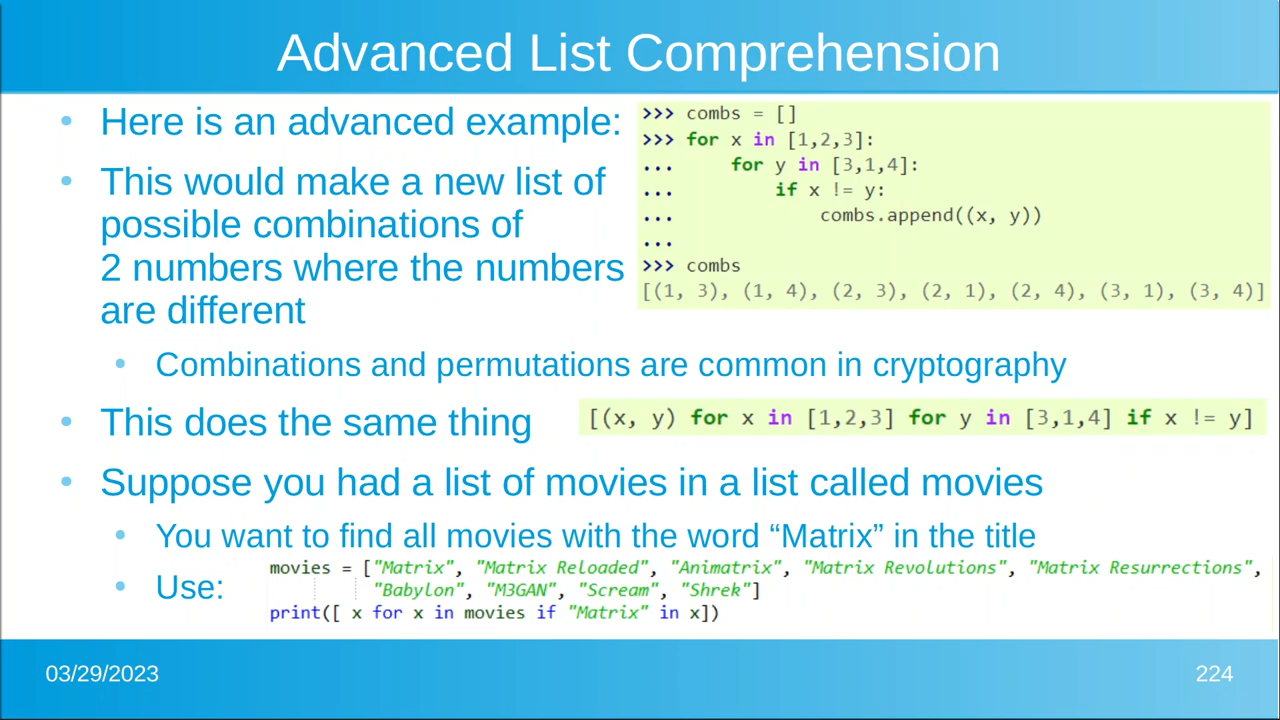 Advanced List Comprehension
Here is an advanced example:
This would make a new list of
possible combinations of
2 numbers where the numbers
are different
>>> combs = []
>>> for x in [1,2,3]:
...     for y in [3,1,4]:
...         if x != y:
...             combs.append((x, y))
...
>>> combs
[(1, 3), (1, 4), (2, 3), (2, 1), (2, 4), (3, 1), (3, 4)]
Combinations and permutations are common in cryptography
This does the same thing
[(x, y) for x in [1,2,3] for y in [3,1,4] if x != y]
Suppose you had a list of movies in a list called movies
You want to find all movies with the word “Matrix” in the title
Use:
movies = ["Matrix", "Matrix Reloaded", "Animatrix", "Matrix Revolutions", "Matrix Resurrections",
"Babylon", "M3GAN", "Scream", "Shrek"]
print([ x for x in movies if "Matrix" in x])
03/29/2023
224